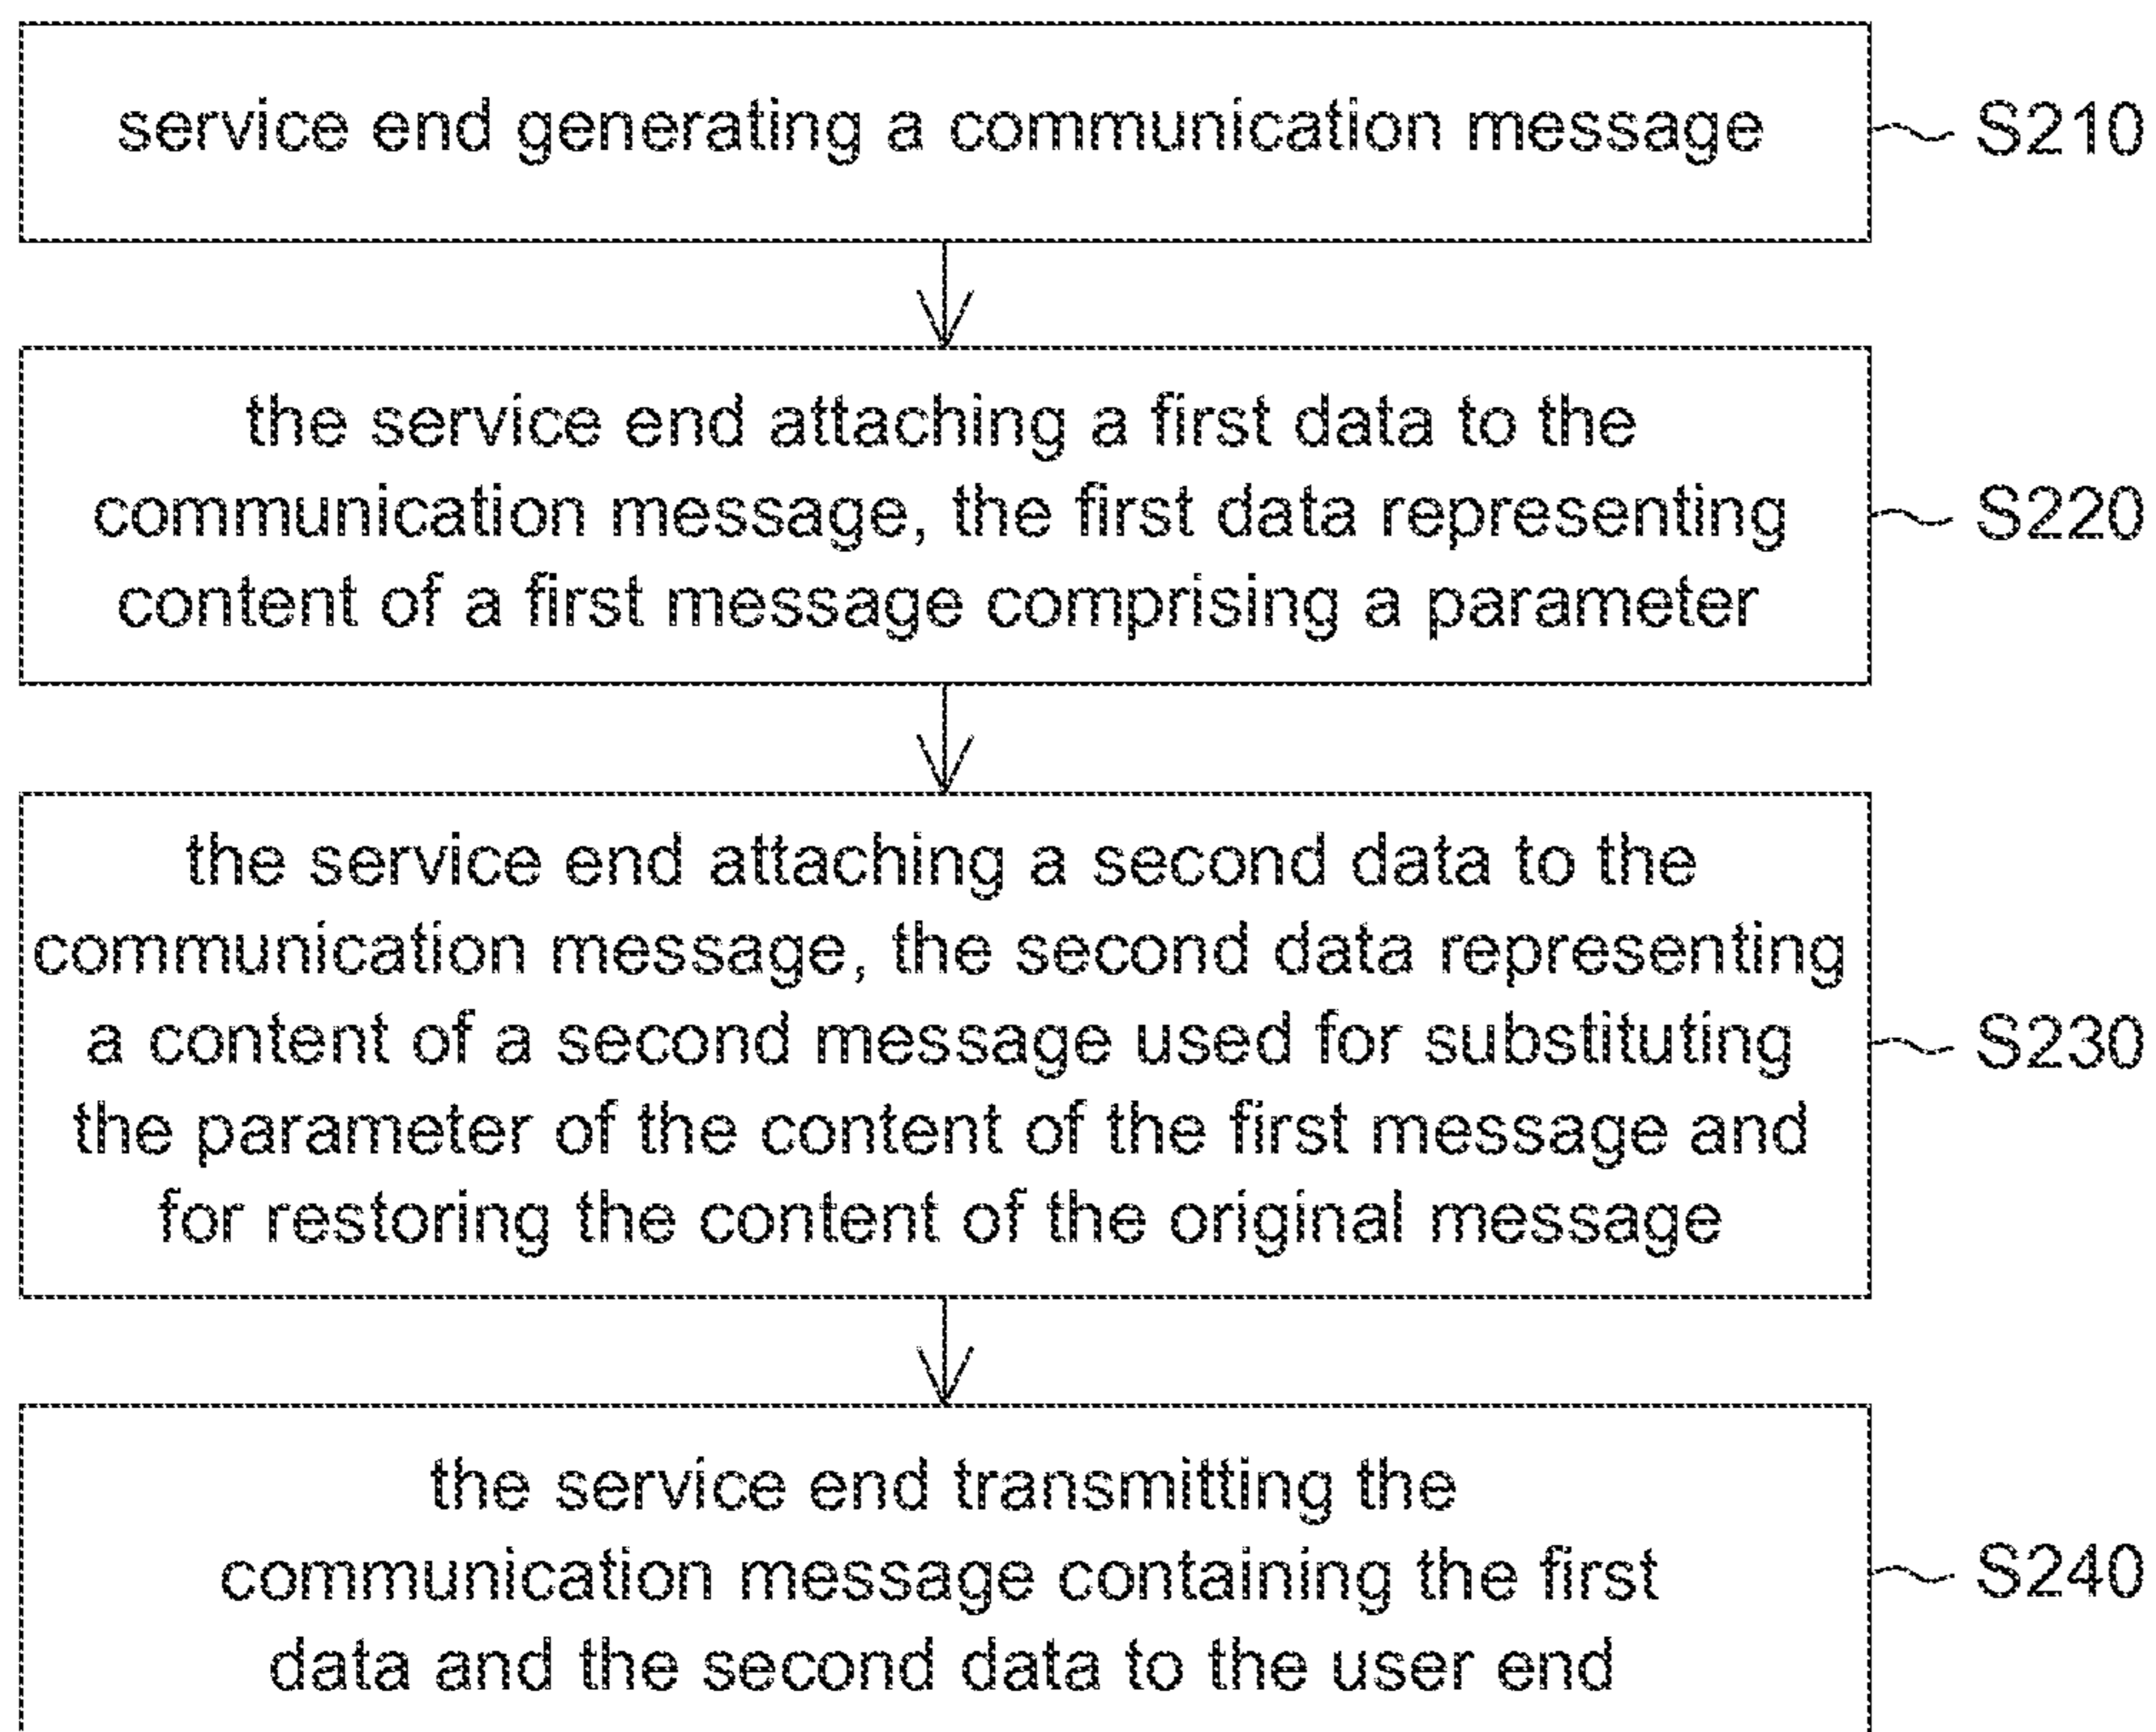 service end generating a communication message
S210
the service end attaching a first data to the
communication message, the first data representing
content of a first message comprising a parameter
S220
the service end attaching a second data to the
communication message, the second data representing
a content of a second message used for substituting
the parameter of the content of the first message and
for restoring the content of the original message
S230
the service end transmitting the
communication message containing the first
data and the second data to the user end
S240